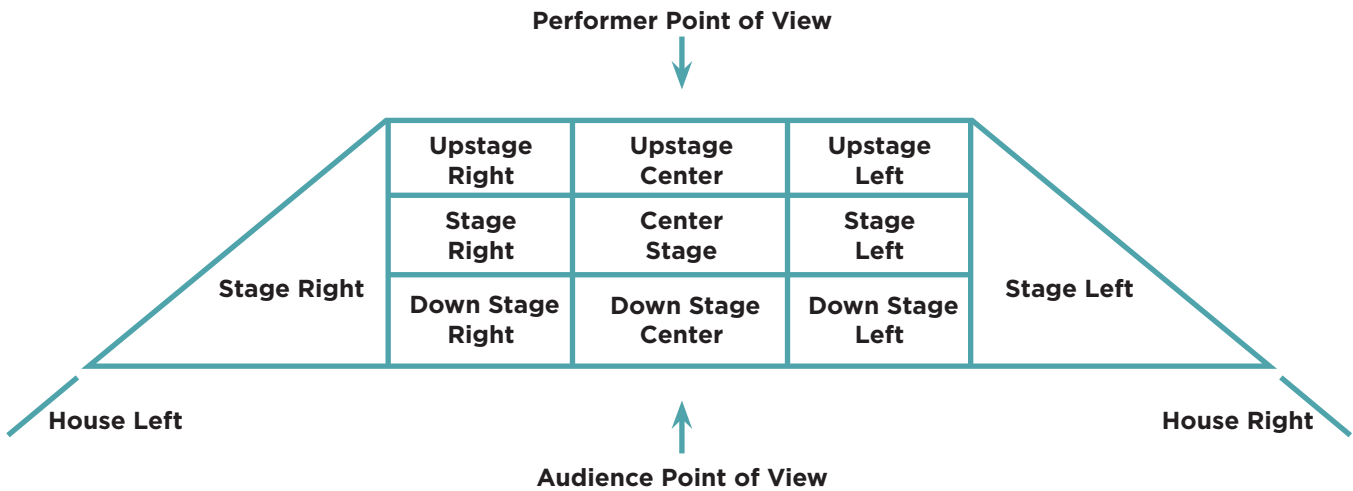 Performer Point of View
Upstage
Right
Upstage
Center
Upstage
Left
Stage
Right
Center
Stage
Stage
Left
Stage Right
Stage Left
Down Stage
Right
Down Stage
Center
Down Stage
Left
House Left
House Right
Audience Point of View